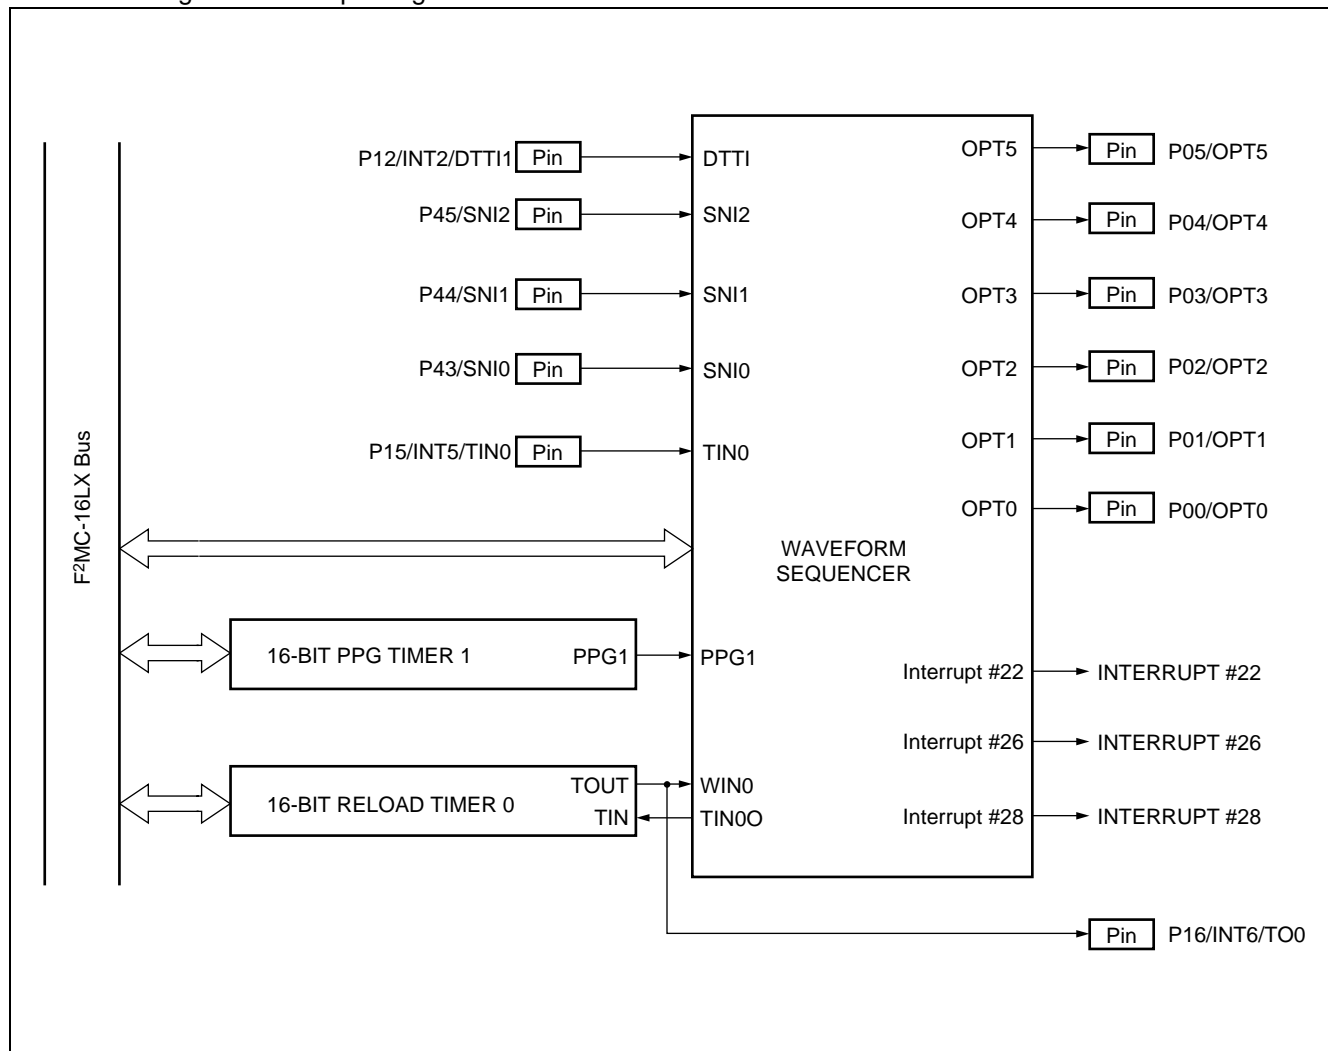 P12/INT2/DTTI1 Pin DTTI OPT5 Pin P05/OPT5
P45/SNI2 Pin SNI2 OPT4 Pin P04/OPT4
P44/SNI1 Pin SNI1 OPT3 Pin P03/OPT3
P43/SNI0 Pin SNI0 OPT2 Pin P02/OPT2
P15/INT5/TIN0 Pin TIN0 OPT1 Pin P01/OPT1
OPT0 Pin P00/OPT0
F²MC-16LX Bus
WAVEFORM
SEQUENCER
16-BIT PPG TIMER 1 PPG1 PPG1
Interrupt #22 INTERRUPT #22
Interrupt #26 INTERRUPT #26
16-BIT RELOAD TIMER 0 TOUT WIN0
TIN TIN0O Interrupt #28 INTERRUPT #28
Pin P16/INT6/TO0